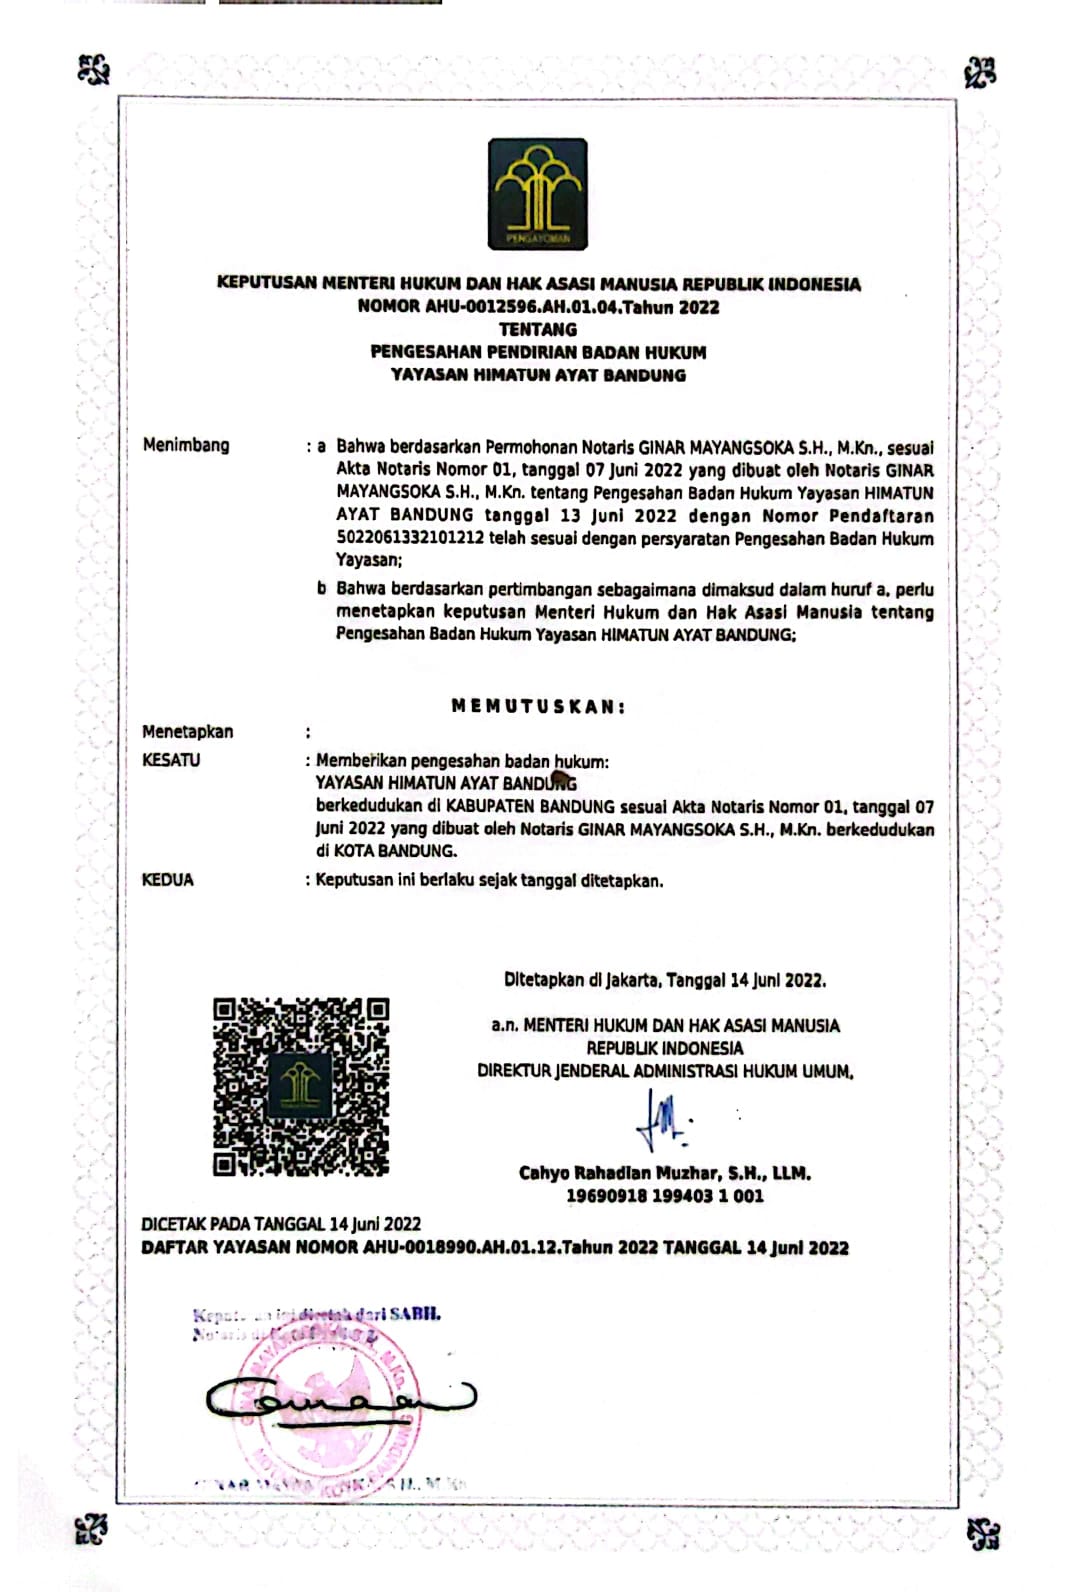 PENGAYOMAN
KEPUTUSAN MENTERI HUKUM DAN HAK ASASI MANUSIA REPUBLIK INDONESIA
NOMOR AHU-0012596.AH.01.04.Tahun 2022
TENTANG
PENGESAHAN PENDIRIAN BADAN HUKUM
YAYASAN HIMATUN AYAT BANDUNG
Menimbang : a Bahwa berdasarkan Permohonan Notaris GINAR MAYANGSOKA S.H., M.Kn., sesuai
Akta Notaris Nomor 01, tanggal 07 Juni 2022 yang dibuat oleh Notaris GINAR
MAYANGSOKA S.H., M.Kn. tentang Pengesahan Badan Hukum Yayasan HIMATUN
AYAT BANDUNG tanggal 13 Juni 2022 dengan Nomor Pendaftaran
5022061332101212 telah sesuai dengan persyaratan Pengesahan Badan Hukum
Yayasan;
b Bahwa berdasarkan pertimbangan sebagaimana dimaksud dalam huruf a, perlu
menetapkan keputusan Menteri Hukum dan Hak Asasi Manusia tentang
Pengesahan Badan Hukum Yayasan HIMATUN AYAT BANDUNG;
MEMUTUSKAN:
Menetapkan :
KESATU : Memberikan pengesahan badan hukum:
YAYASAN HIMATUN AYAT BANDUNG
berkedudukan di KABUPATEN BANDUNG sesuai Akta Notaris Nomor 01, tanggal 07
Juni 2022 yang dibuat oleh Notaris GINAR MAYANGSOKA S.H., M.Kn. berkedudukan
di KOTA BANDUNG.
KEDUA : Keputusan ini berlaku sejak tanggal ditetapkan.
Ditetapkan di Jakarta, Tanggal 14 Juni 2022.
a.n. MENTERI HUKUM DAN HAK ASASI MANUSIA
REPUBLIK INDONESIA
DIREKTUR JENDERAL ADMINISTRASI HUKUM UMUM,
Cahyo Rahadian Muzhar, S.H., LLM.
19690918 199403 1 001
DICETAK PADA TANGGAL 14 Juni 2022
DAFTAR YAYASAN NOMOR AHU-0018990.AH.01.12.Tahun 2022 TANGGAL 14 Juni 2022
Keputusan ini dicetak dari SABH.
Notaris di
GINAR MAYANGSOKA, S.H., M.Kn